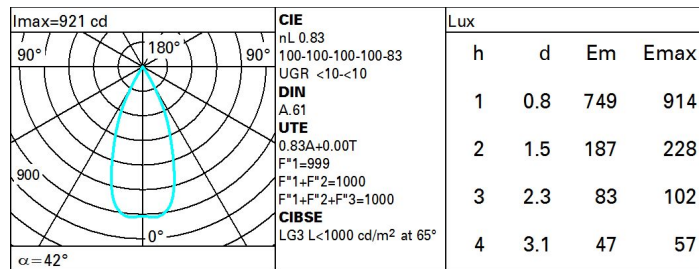 Imax=921 cd
90°
180°
90°
900
0°
α=42°
CIE
nL 0.83
100-100-100-100-83
UGR <10-<10
DIN
A.61
UTE
0.83A+0.00T
F"1=999
F"1+F"2=1000
F"1+F"2+F"3=1000
CIBSE
LG3 L<1000 cd/m² at 65°
Lux
h d Em Emax
1 0.8 749 914
2 1.5 187 228
3 2.3 83 102
4 3.1 47 57